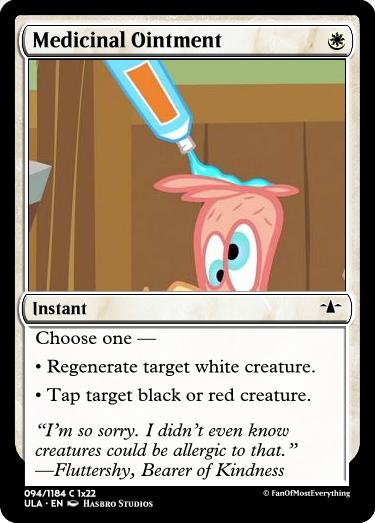 Medicinal Ointment
Instant
Choose one —
• Regenerate target white creature.
• Tap target black or red creature.
“I'm so sorry. I didn't even know
creatures could be allergic to that.”
—Fluttershy, Bearer of Kindness
094/1184 C 1x22
ULA • EN Hasbro Studios
© FanOfMostEverything